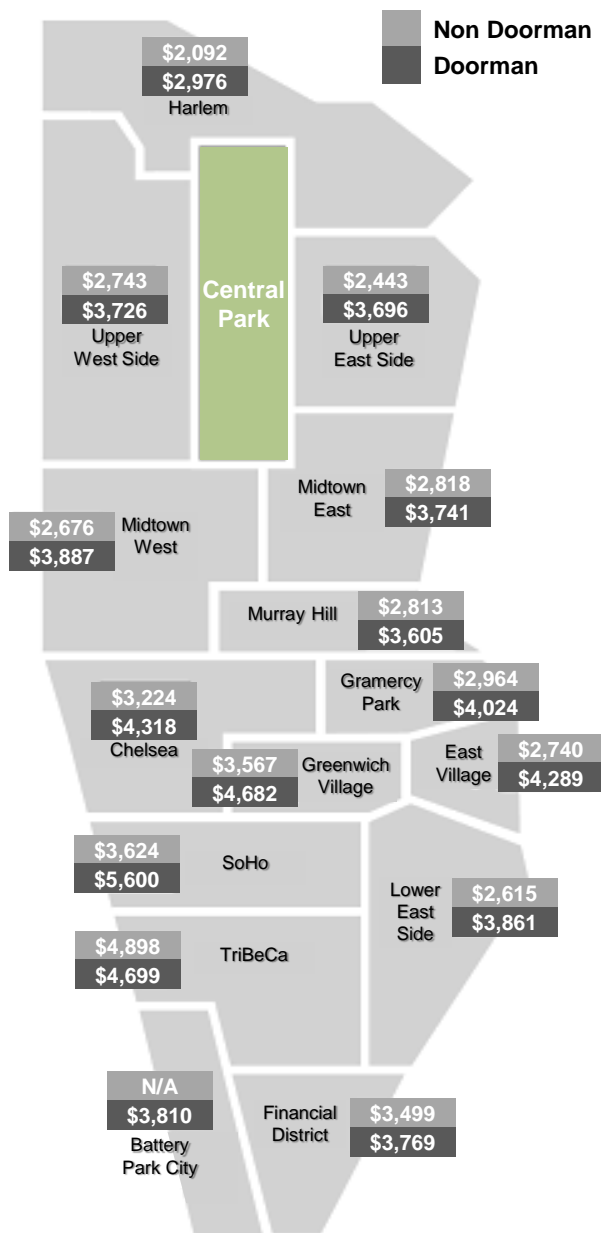 Non Doorman
Doorman
$2,092
$2,976
Harlem
$2,743
$3,726
Upper
West Side
Central
Park
$2,443
$3,696
Upper
East Side
Midtown
East
$2,818
$3,741
$2,676
$3,887
Midtown
West
Murray Hill
$2,813
$3,605
Gramercy
Park
$2,964
$4,024
$3,224
$4,318
Chelsea
$3,567
$4,682
Greenwich
Village
East
Village
$2,740
$4,289
$3,624
$5,600
SoHo
Lower
East
Side
$2,615
$3,861
$4,898
$4,699
TriBeCa
N/A
$3,810
Battery
Park City
Financial
District
$3,499
$3,769